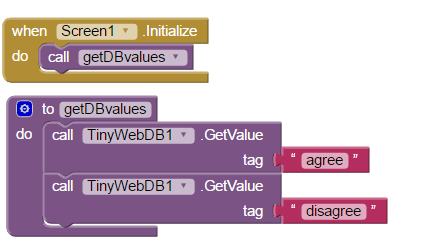 when Screen1 .Initialize
do call getDBvalues
to getDBvalues
do call TinyWebDB1 .GetValue
tag " agree "
call TinyWebDB1 .GetValue
tag " disagree "